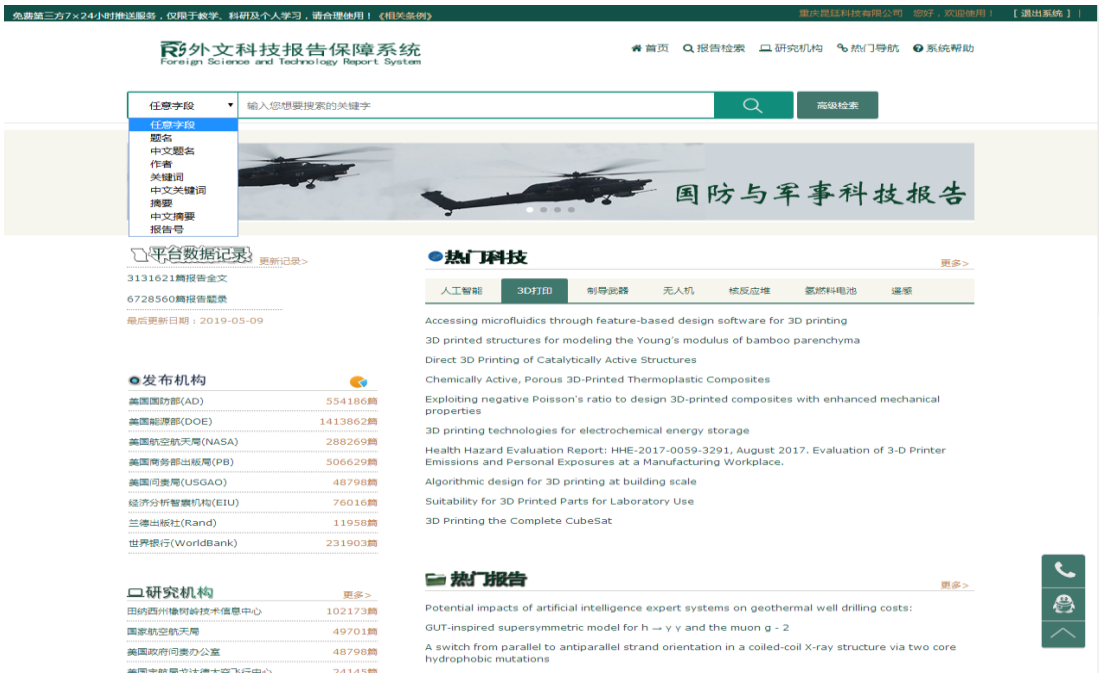 免费第三方7×24小时推送服务，仅限于教学、科研及个人学习，请合理使用！《相关条例》
重庆昆廷科技有限公司 您好，欢迎使用！ [ 退出系统 ] |
RS外文科技报告保障系统
Foreign Science and Technology Report System
首页 报告检索 研究机构 热门导航 系统帮助
任意字段 输入您想要搜索的关键字 高级检索
任意字段
题名
中文题名
作者
关键词
中文关键词
摘要
中文摘要
报告号
国防与军事科技报告
平台数据记录 更新记录>
3131621篇报告全文
6728560篇报告题录
最后更新日期：2019-05-09
发布机构
美国国防部(AD) 554186篇
美国能源部(DOE) 1413862篇
美国航空航天局(NASA) 288269篇
美国商务部出版局(PB) 506629篇
美国问责局(USGAO) 48798篇
经济分析智囊机构(EIU) 76016篇
兰德出版社(Rand) 11958篇
世界银行(WorldBank) 231903篇
研究机构 更多>
田纳西州橡树岭技术信息中心 102173篇
国家航空航天局 49701篇
美国政府问责办公室 48798篇
美国宇航局戈达德太空飞行中心 24145篇
热门科技 更多>
人工智能 3D打印 制导武器 无人机 核反应堆 氢燃料电池 遥感
Accessing microfluidics through feature-based design software for 3D printing
3D printed structures for modeling the Young's modulus of bamboo parenchyma
Direct 3D Printing of Catalytically Active Structures
Chemically Active, Porous 3D-Printed Thermoplastic Composites
Exploiting negative Poisson's ratio to design 3D-printed composites with enhanced mechanical
properties
3D printing technologies for electrochemical energy storage
Health Hazard Evaluation Report: HHE-2017-0059-3291, August 2017. Evaluation of 3-D Printer
Emissions and Personal Exposures at a Manufacturing Workplace.
Algorithmic design for 3D printing at building scale
Suitability for 3D Printed Parts for Laboratory Use
3D Printing the Complete CubeSat
热门报告 更多>
Potential impacts of artificial intelligence expert systems on geothermal well drilling costs:
GUT-inspired supersymmetric model for h → γ γ and the muon g - 2
A switch from parallel to antiparallel strand orientation in a coiled-coil X-ray structure via two core
hydrophobic mutations